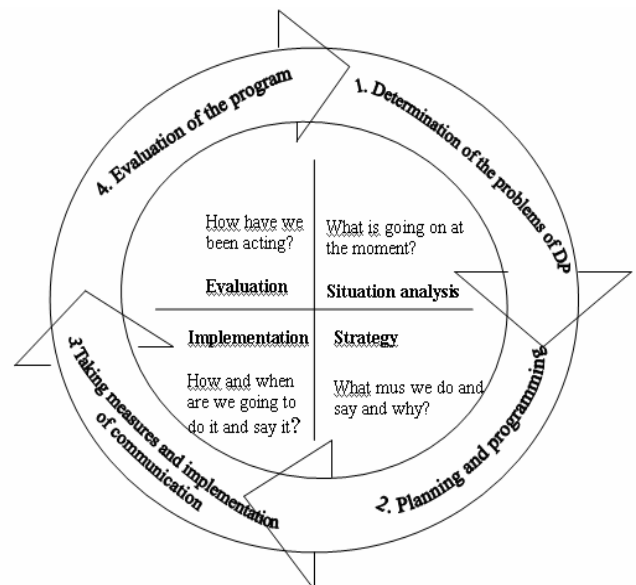 4. Evaluation of the program
1. Determination of the problems of DP
How have we
been acting?
Evaluation
What is going on at
the moment?
Situation analysis
Implementation
How and when
are we going to
do it and say it?
Strategy
What mus we do and
say and why?
3 Taking measures and implementation
of communication
2. Planning and programming